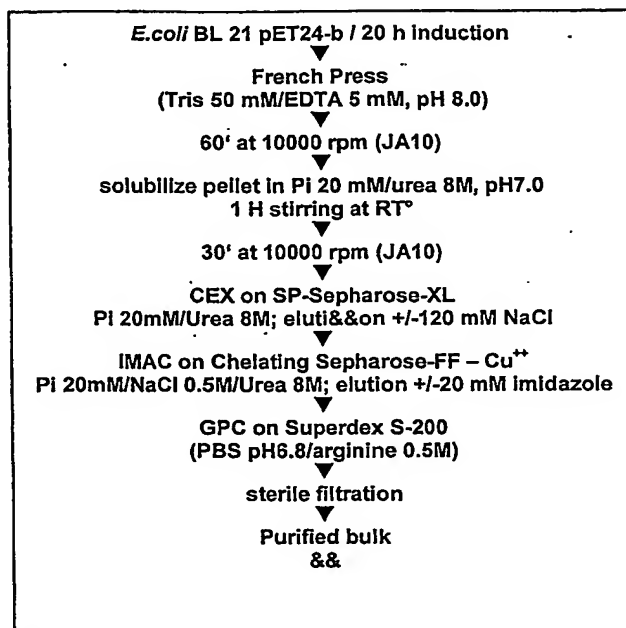 E.coli BL 21 pET24-b / 20 h induction
▼
French Press
(Tris 50 mM/EDTA 5 mM, pH 8.0)
▼
60' at 10000 rpm (JA10)
▼
solubilize pellet in Pi 20 mM/urea 8M, pH7.0
1 H stirring at RT°
▼
30' at 10000 rpm (JA10)
▼
CEX on SP-Sepharose-XL
Pi 20mM/Urea 8M; eluti&&on +/-120 mM NaCl
▼
IMAC on Chelating Sepharose-FF – Cu⁺⁺
Pi 20mM/NaCl 0.5M/Urea 8M; elution +/-20 mM imidazole
▼
GPC on Superdex S-200
(PBS pH6.8/arginine 0.5M)
▼
sterile filtration
▼
Purified bulk
&&